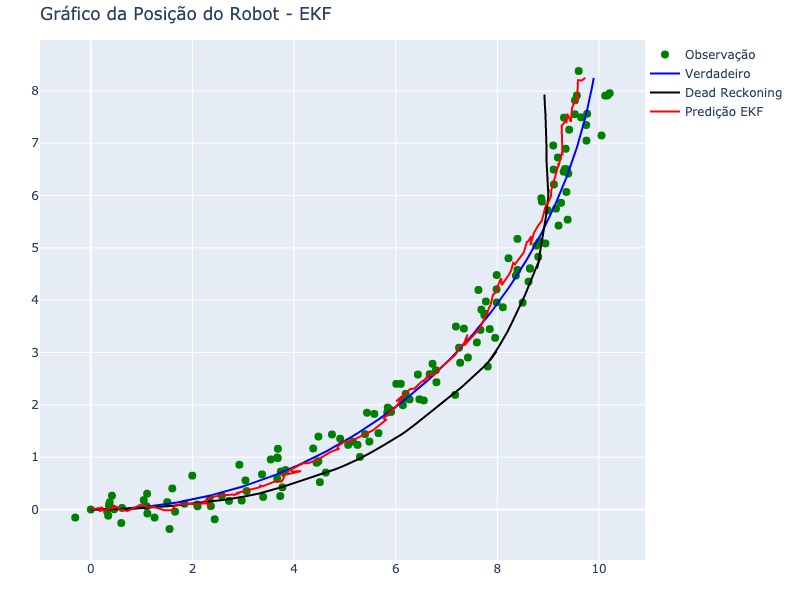 Gráfico da Posição do Robot - EKF
Observação
Verdadeiro
Dead Reckoning
Predição EKF
8
7
6
5
4
3
2
1
0
0 2 4 6 8 10